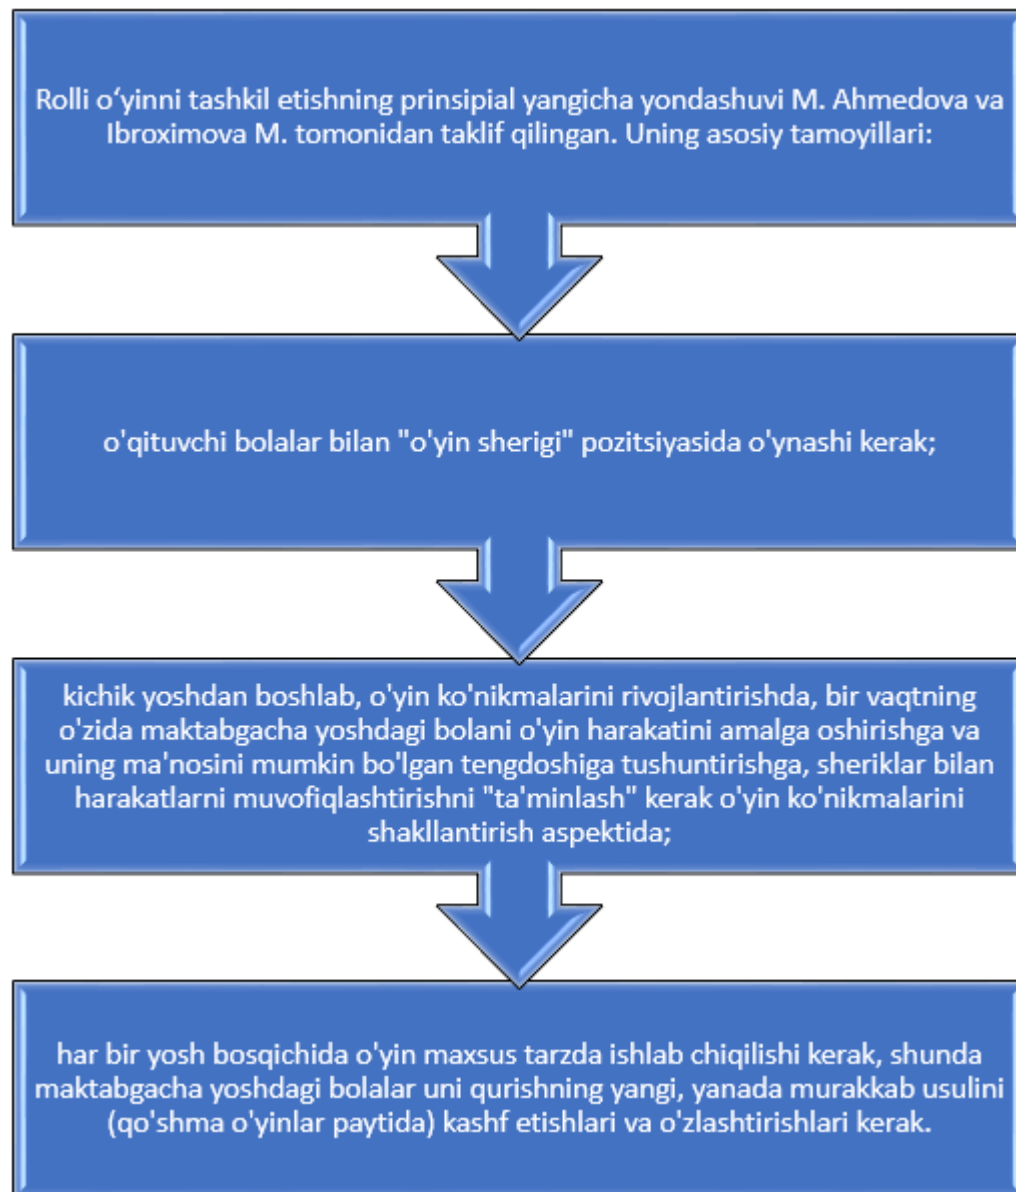 Rolli o‘yinni tashkil etishning prinsipial yangicha yondashuvi M. Ahmedova va
Ibroximova M. tomonidan taklif qilingan. Uning asosiy tamoyillari:
o'qituvchi bolalar bilan "o'yin sherigi" pozitsiyasida o'ynashi kerak;
kichik yoshdan boshlab, o'yin ko'nikmalarini rivojlantirishda, bir vaqtning
o'zida maktabgacha yoshdagi bolani o'yin harakatini amalga oshirishga va
uning ma'nosini mumkin bo'lgan tengdoshiga tushuntirishga, sheriklar bilan
harakatlarni muvofiqlashtirishni "ta'minlash" kerak o'yin ko'nikmalarini
shakllantirish aspektida;
har bir yosh bosqichida o'yin maxsus tarzda ishlab chiqilishi kerak, shunda
maktabgacha yoshdagi bolalar uni qurishning yangi, yanada murakkab usulini
(qo'shma o'yinlar paytida) kashf etishlari va o'zlashtirishlari kerak.